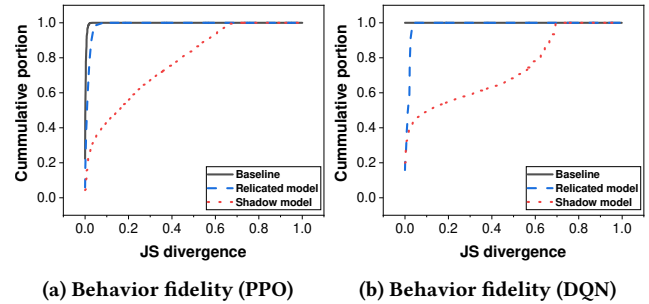 Cummulative portion
1.0
0.8
0.6
0.4
0.2
0.0
Baseline
Relicated model
Shadow model
0.0 0.2 0.4 0.6 0.8 1.0
JS divergence
(a) Behavior fidelity (PPO)
Cummulative portion
1.0
0.8
0.6
0.4
0.2
0.0
Baseline
Relicated model
Shadow model
0.0 0.2 0.4 0.6 0.8 1.0
JS divergence
(b) Behavior fidelity (DQN)